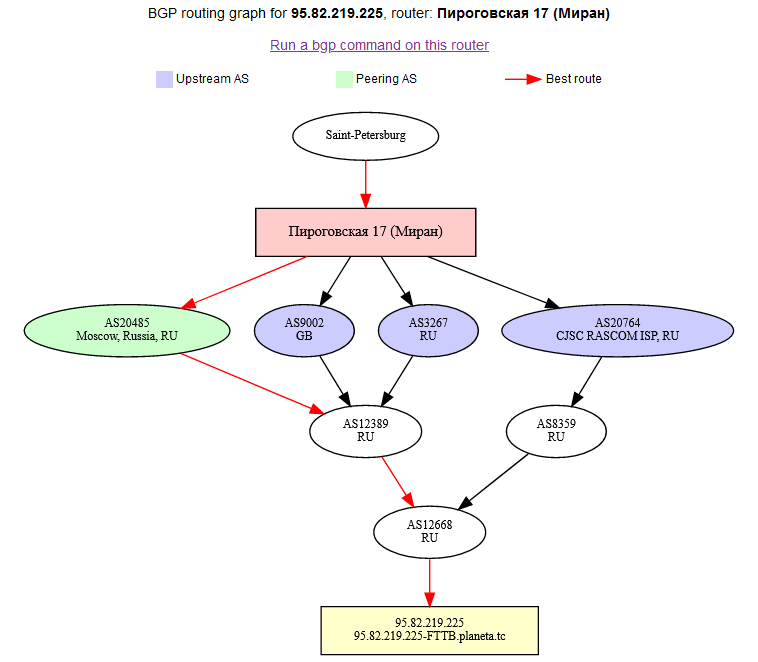 BGP routing graph for 95.82.219.225, router: Пироговская 17 (Миран)
Run a bgp command on this router
Upstream AS
Peering AS
Best route
Saint-Petersburg
Пироговская 17 (Миран)
AS20485
Moscow, Russia, RU
AS9002
GB
AS3267
RU
AS20764
CJSC RASCOM ISP, RU
AS12389
RU
AS8359
RU
AS12668
RU
95.82.219.225
95.82.219.225-FTTB.planeta.tc